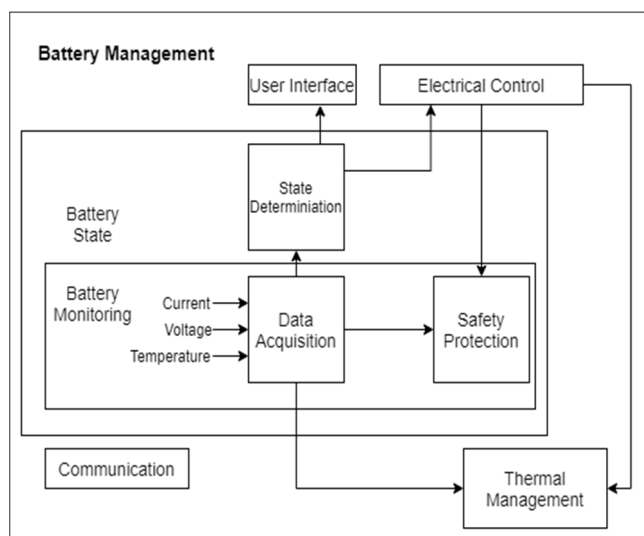 Battery Management
User Interface
Electrical Control
State
Determiniation
Battery
State
Battery
Monitoring
Current
Voltage
Temperature
Data
Acquisition
Safety
Protection
Communication
Thermal
Management